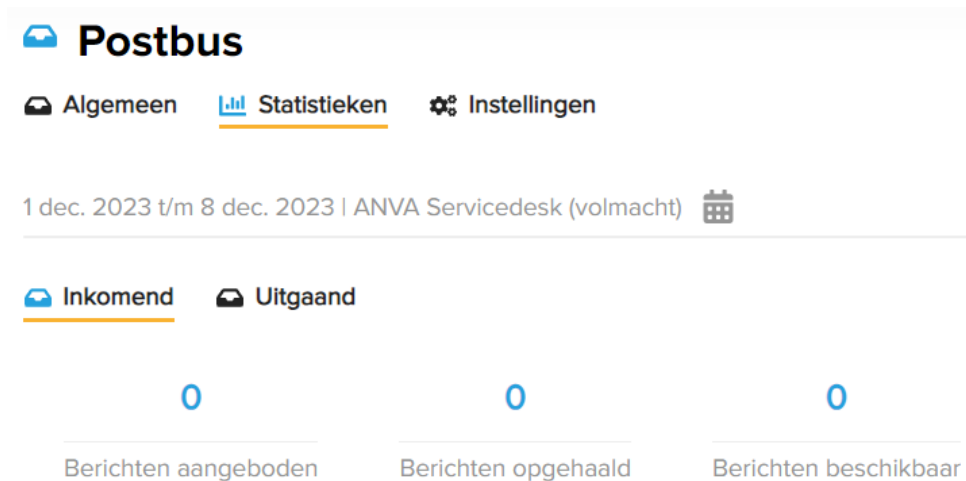 Postbus
Algemeen Statistieken Instellingen
1 dec. 2023 t/m 8 dec. 2023 | ANVA Servicedesk (volmacht)
Inkomend Uitgaand
0 0 0
Berichten aangeboden Berichten opgehaald Berichten beschikbaar